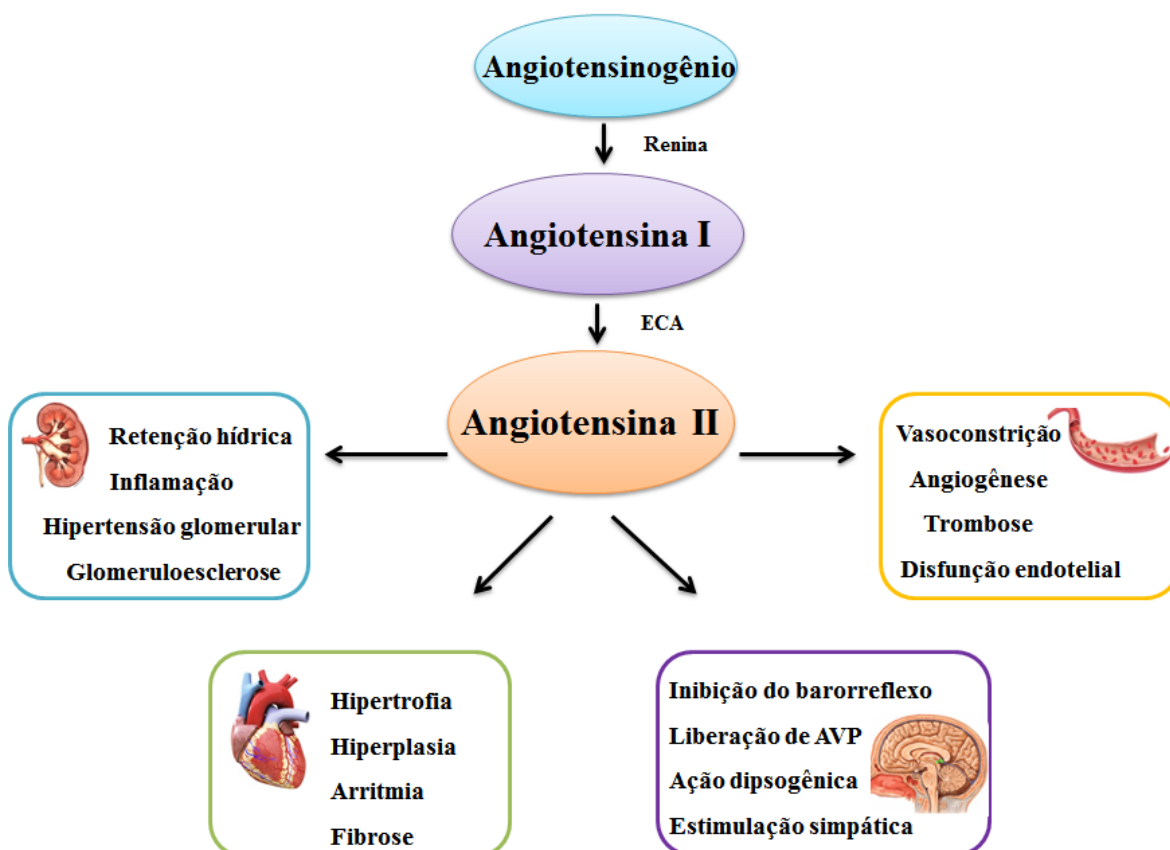 Angiotensinogênio
Renina
Angiotensina I
ECA
Angiotensina II
Retenção hídrica
Inflamação
Hipertensão glomerular
Glomeruloesclerose
Vasoconstrição
Angiogênese
Trombose
Disfunção endotelial
Hipertrofia
Hiperplasia
Arritmia
Fibrose
Inibição do barorreflexo
Liberação de AVP
Ação dipsogênica
Estimulação simpática